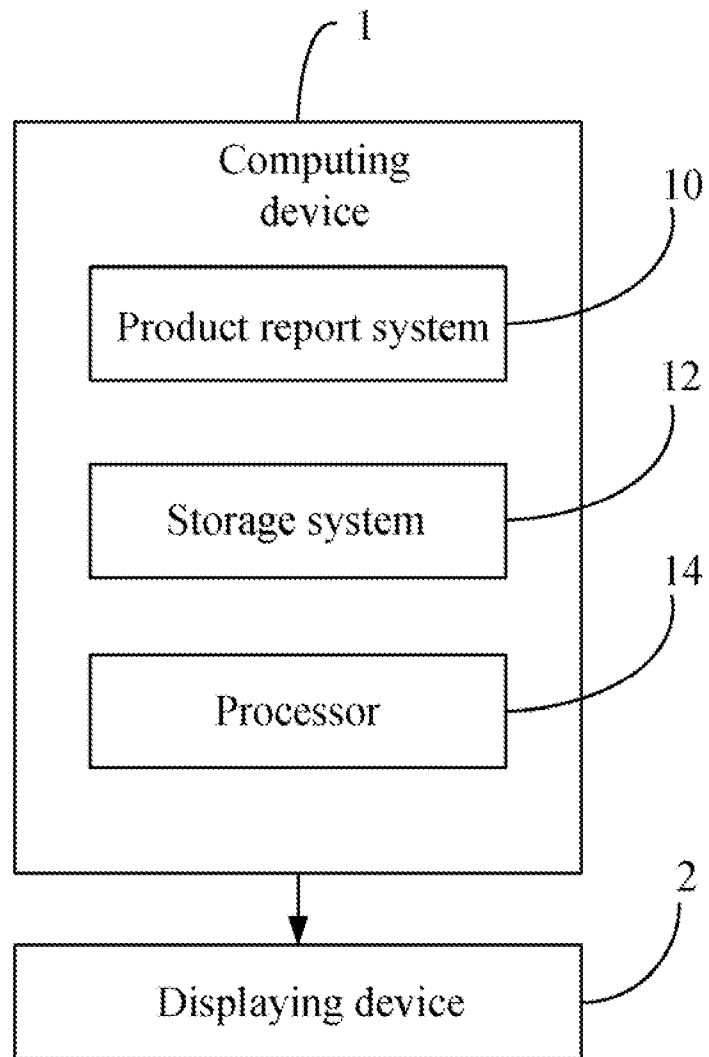 1
Computing
device
10
Product report system
12
Storage system
14
Processor
2
Displaying device